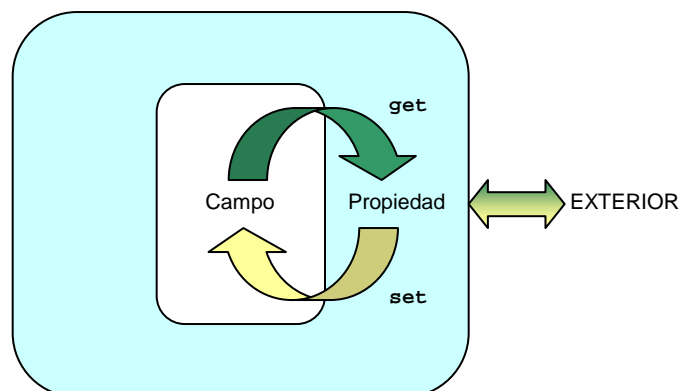 get
Campo
Propiedad
EXTERIOR
set